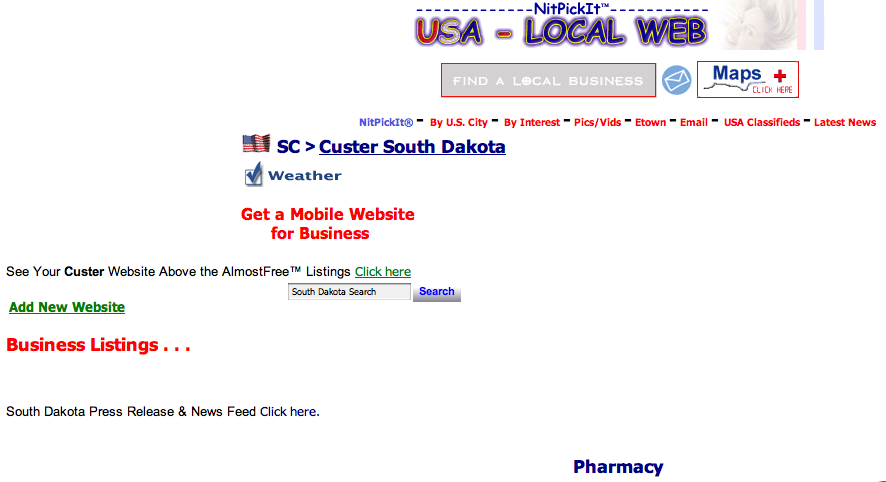 -------------NitPickIt™-----------
USA - LOCAL WEB
FIND A LOCAL BUSINESS
Maps
CLICK HERE
NitPickIt® - By U.S. City - By Interest - Pics/Vids - Etown - Email - USA Classifieds - Latest News
SC > Custer South Dakota
Weather
Get a Mobile Website
for Business
See Your Custer Website Above the AlmostFree™ Listings Click here
South Dakota Search Search
Add New Website
Business Listings . . .
South Dakota Press Release & News Feed Click here.
Pharmacy